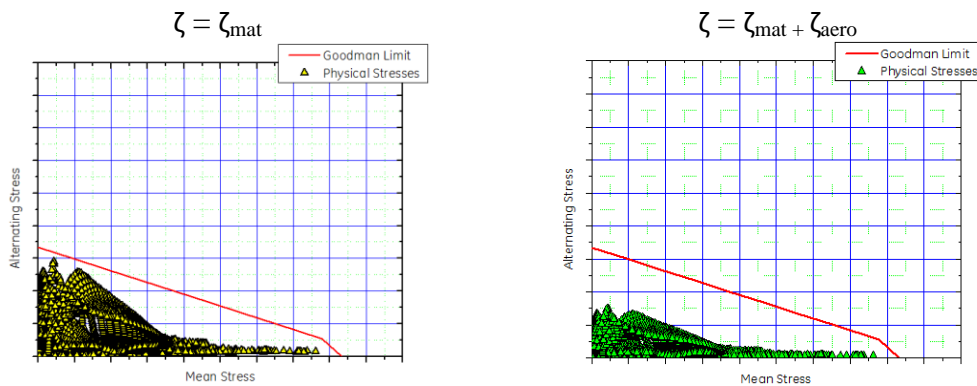 ζ = ζmat
Goodman Limit
Physical Stresses
Alternating Stress
Mean Stress
ζ = ζmat + ζaero
Goodman Limit
Physical Stresses
Alternating Stress
Mean Stress